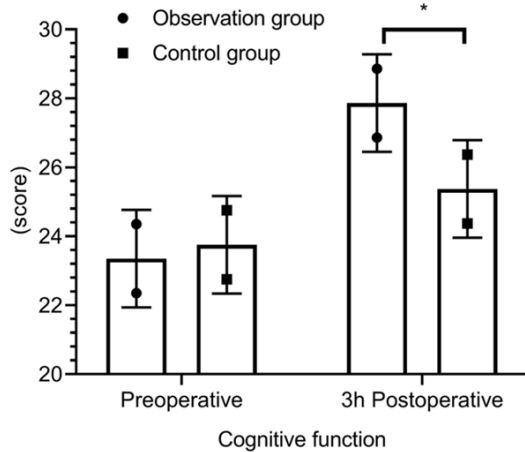 Observation group
Control group
*
30
28
26
24
22
20
(score)
Preoperative
3h Postoperative
Cognitive function